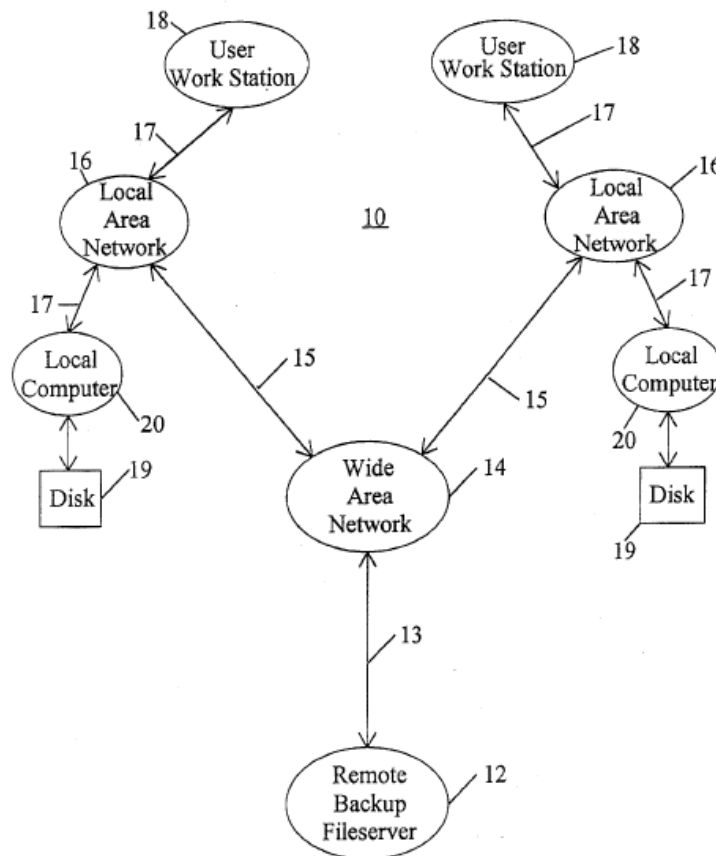 18
User
Work Station
User
Work Station
18
17
17
16
Local
Area
Network
10
Local
Area
Network
16
17
17
Local
Computer
20
15
15
Local
Computer
20
Disk
19
Wide
Area
Network
14
Disk
19
13
Remote
Backup
Fileserver
12